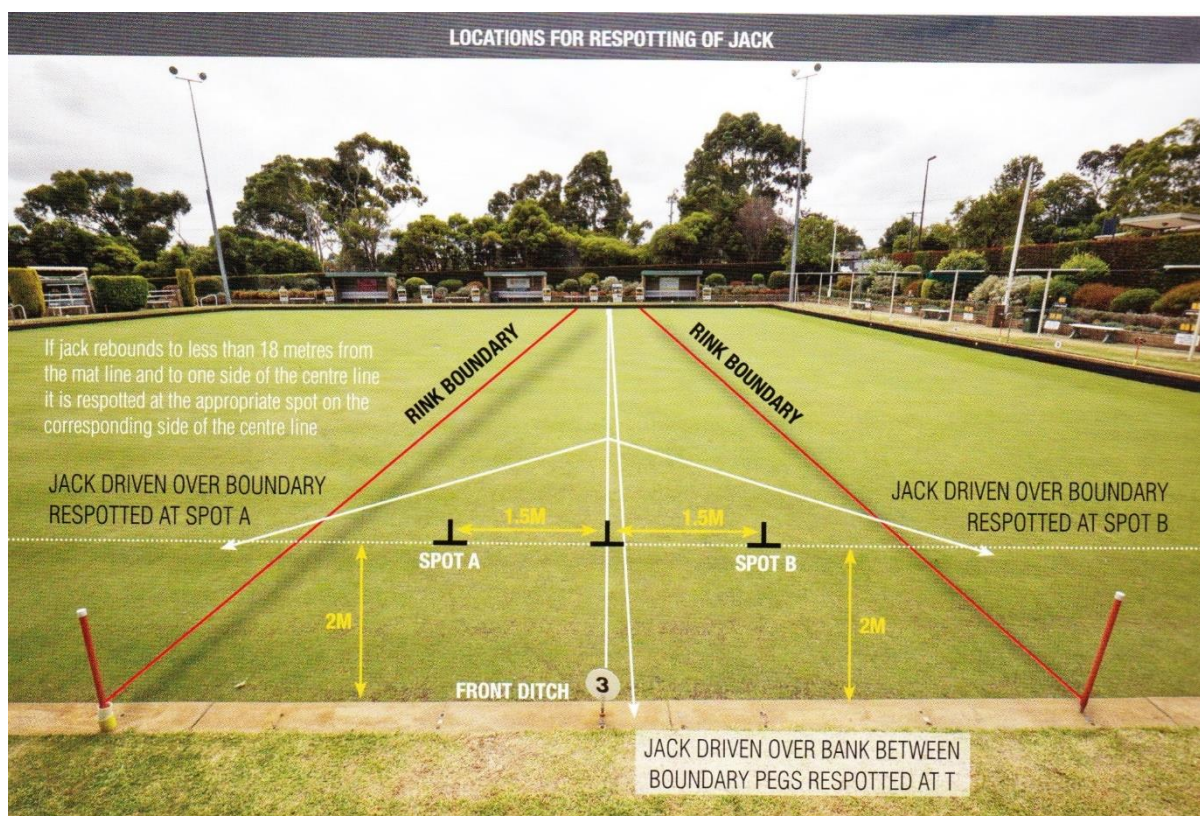 LOCATIONS FOR RESPOTTING OF JACK
If jack rebounds to less than 18 metres from
the mat line and to one side of the centre line
it is respotted at the appropriate spot on the
corresponding side of the centre line
RINK BOUNDARY
RINK BOUNDARY
JACK DRIVEN OVER BOUNDARY
RESPOTTED AT SPOT A
JACK DRIVEN OVER BOUNDARY
RESPOTTED AT SPOT B
1.5M
1.5M
SPOT A
SPOT B
2M
2M
FRONT DITCH
3
JACK DRIVEN OVER BANK BETWEEN
BOUNDARY PEGS RESPOTTED AT T